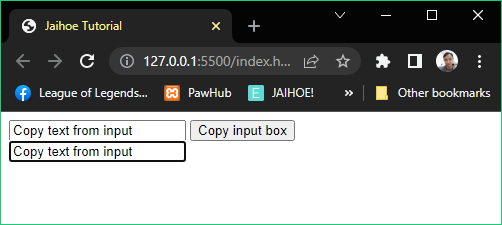 Jaihoe Tutorial
127.0.0.1:5500/index.h...
League of Legends... PawHub E JAIHOE! » Other bookmarks
Copy text from input Copy input box
Copy text from input